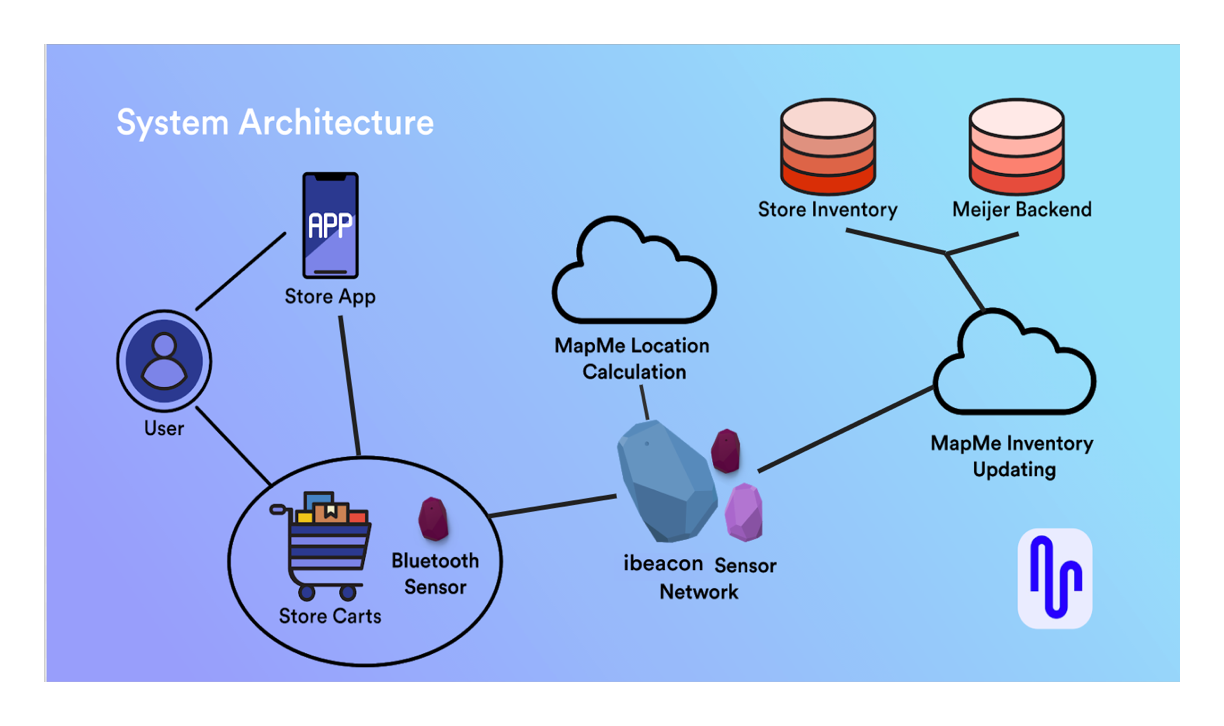 System Architecture
APP
Store App
User
Store Carts
Bluetooth
Sensor
MapMe Location
Calculation
ibeacon Sensor
Network
Store Inventory
Meijer Backend
MapMe Inventory
Updating